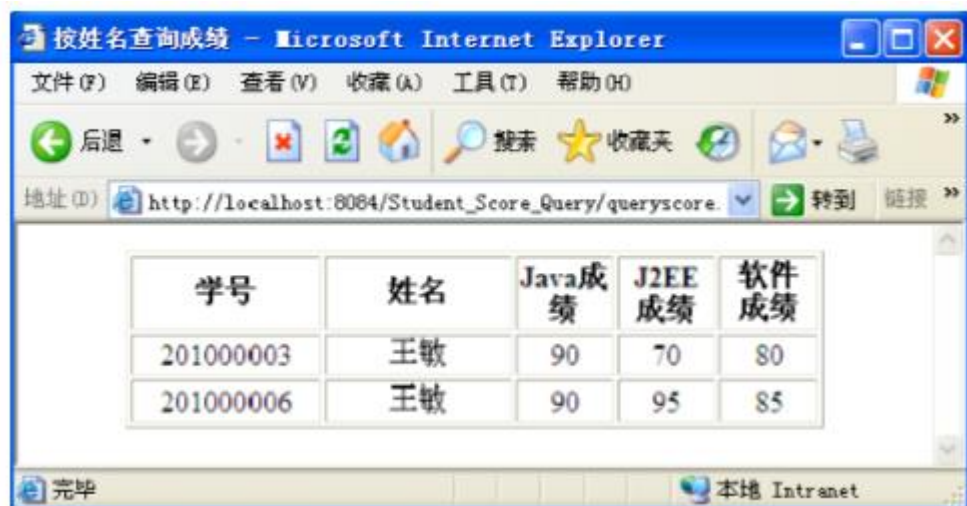 按姓名查询成绩 - Microsoft Internet Explorer
文件(F) 编辑(E) 查看(V) 收藏(A) 工具(T) 帮助(H)
后退 搜索 收藏夹 »
地址(D) http://localhost:8084/Student_Score_Query/queryscore. 转到 链接 »
学号 姓名 Java成绩 J2EE成绩 软件成绩
201000003 王敏 90 70 80
201000006 王敏 90 95 85
完毕 本地 Intranet